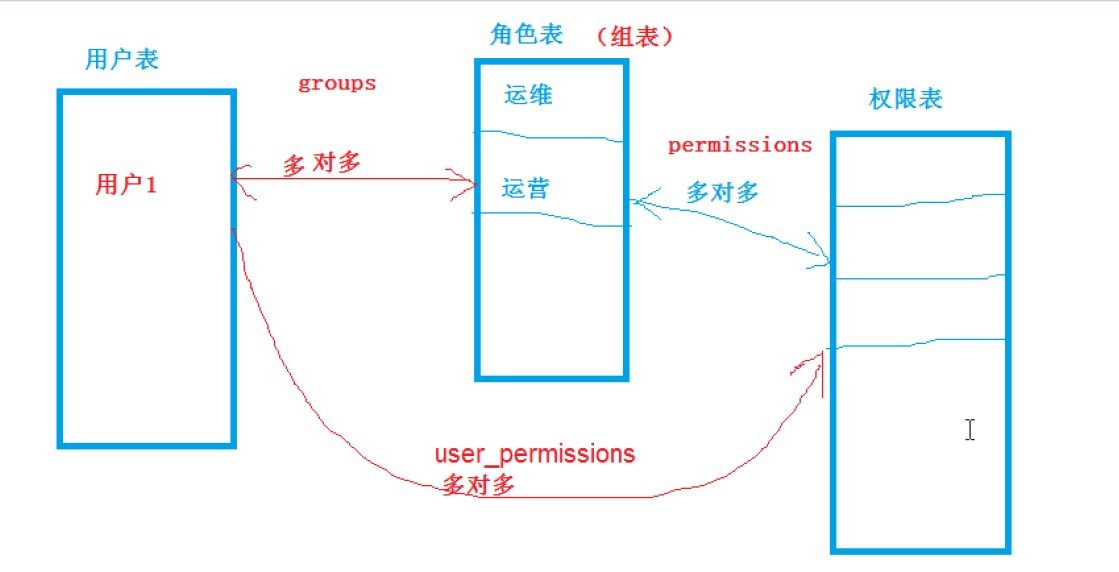 用户表
用户1
groups
多对多
角色表 （组表）
运维
运营
permissions
多对多
权限表
user_permissions
多对多